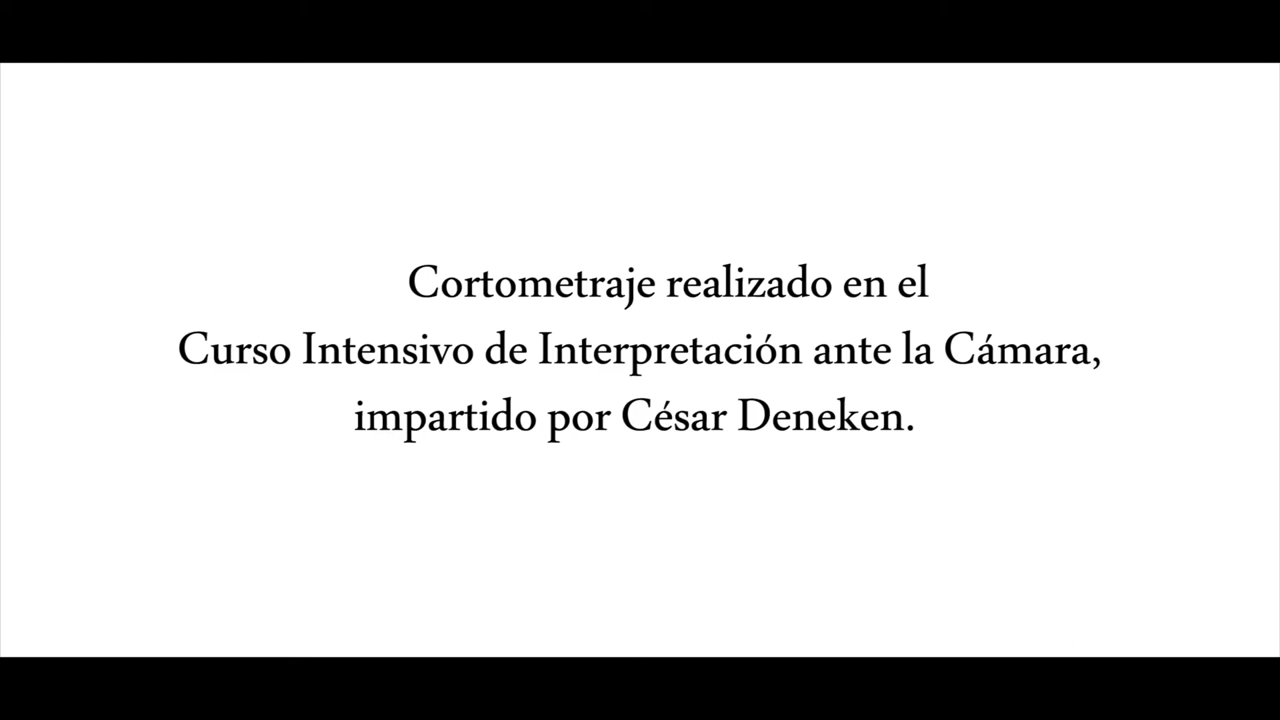 Cortometraje realizado en el
Curso Intensivo de Interpretación ante la Cámara,
impartido por César Deneken.